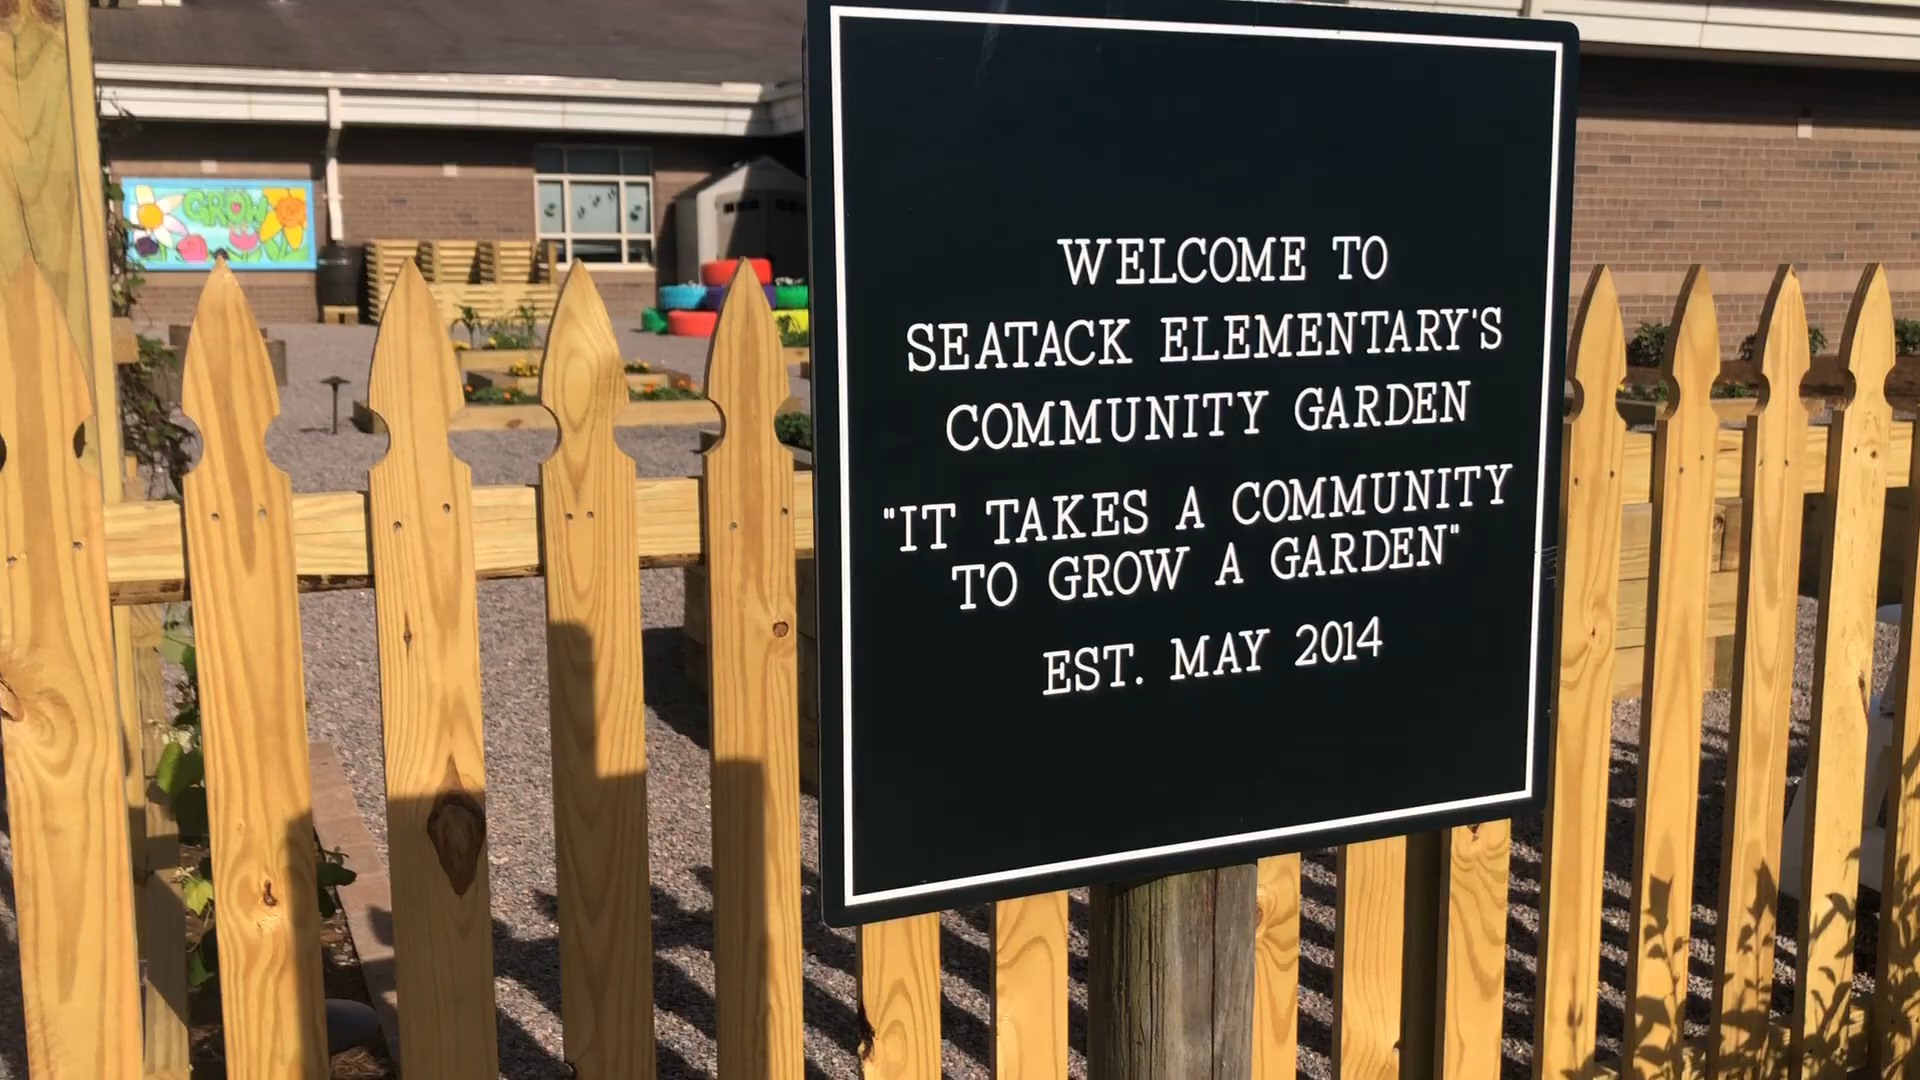 GROW
WELCOME TO
SEATACK ELEMENTARY'S
COMMUNITY GARDEN
"IT TAKES A COMMUNITY
TO GROW A GARDEN"
EST. MAY 2014